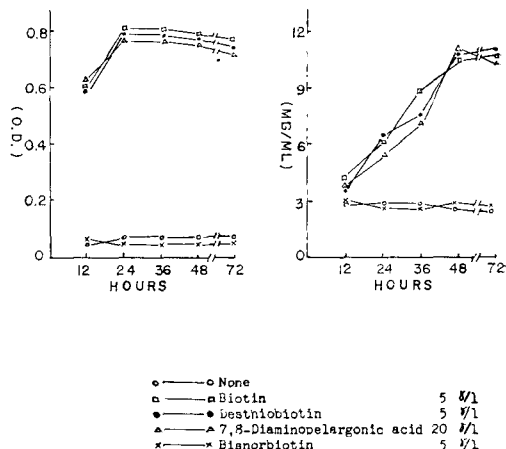 0.8
0.6
0.4
0.2
0
(O.D.)
12 24 36 48 72
HOURS
12
9
6
3
0
(MG/ML)
12 24 36 48 72
HOURS
None
Biotin 5 γ/l
Desthiobiotin 5 γ/l
7,8-Diaminopelargonic acid 20 γ/l
Bisnorbiotin 5 γ/l